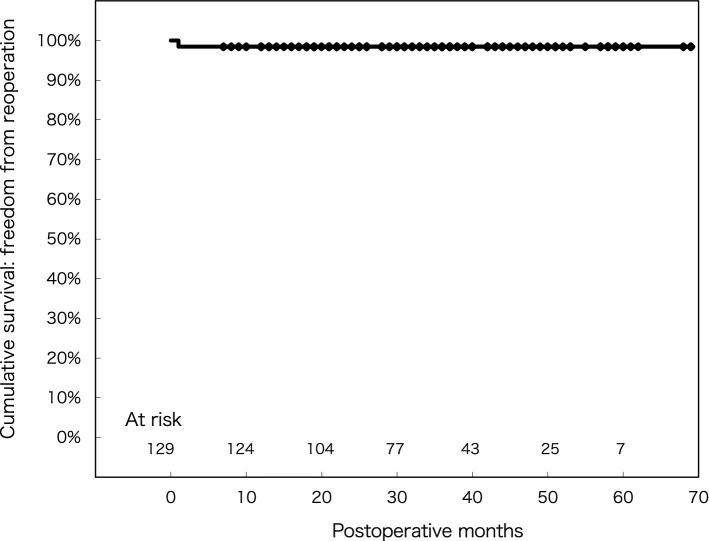 Cumulative survival: freedom from reoperation
100%
90%
80%
70%
60%
50%
40%
30%
20%
10%
0%
At risk
129 124 104 77 43 25 7
0 10 20 30 40 50 60 70
Postoperative months